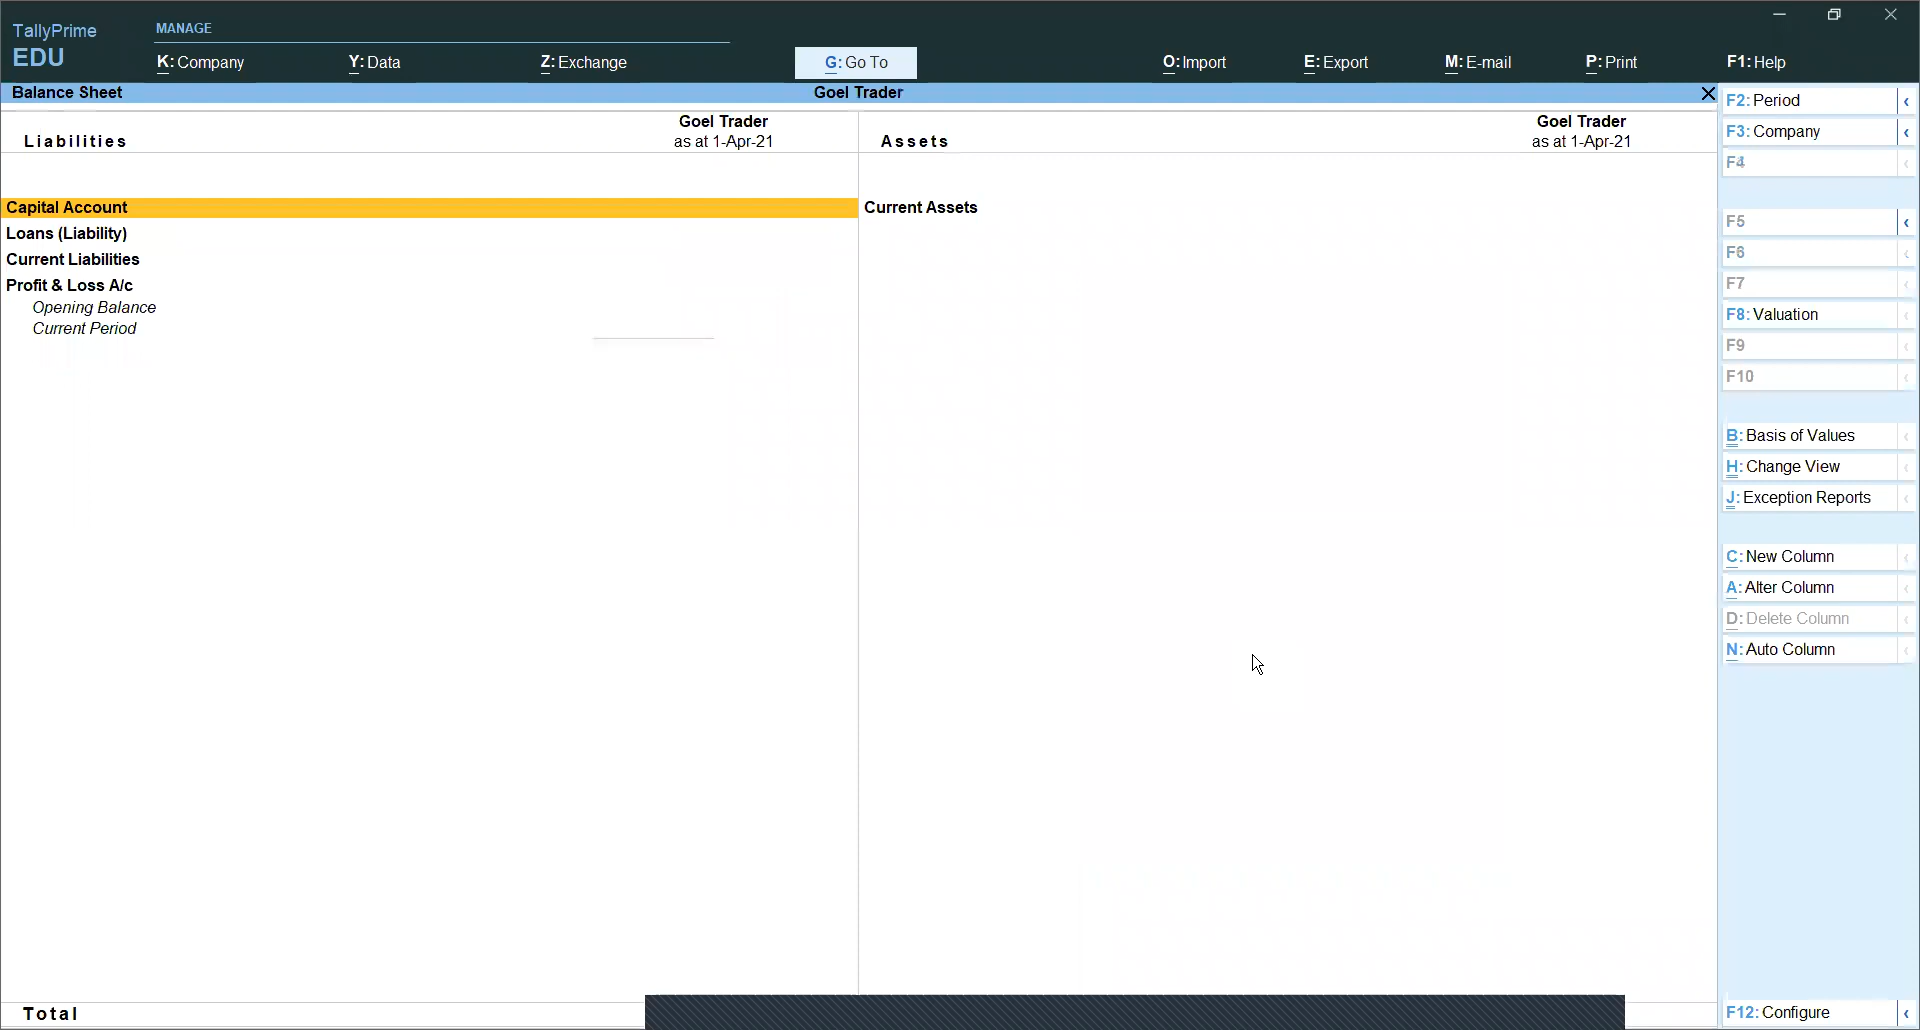 TallyPrime
EDU
MANAGE
K: Company
Y: Data
Z: Exchange
G: Go To
O: Import
E: Export
M: E-mail
P: Print
F1: Help
Balance Sheet
Goel Trader
Liabilities
Goel Trader
as at 1-Apr-21
Assets
Goel Trader
as at 1-Apr-21
Capital Account
Loans (Liability)
Current Liabilities
Profit & Loss A/c
Opening Balance
Current Period
Current Assets
Total
F2: Period
F3: Company
F4
F5
F6
F7
F8: Valuation
F9
F10
B: Basis of Values
H: Change View
J: Exception Reports
C: New Column
A: Alter Column
D: Delete Column
N: Auto Column
F12: Configure